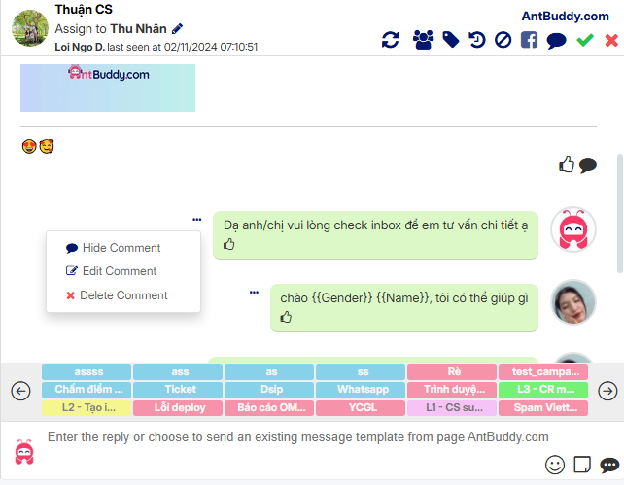 Thuận CS
AntBuddy.com
Assign to Thu Nhàn
Loi Ngo D. last seen at 02/11/2024 07:10:51
AntBuddy.com
Dạ anh/chị vui lòng check inbox để em tư vấn chi tiết ạ
Hide Comment
Edit Comment
Delete Comment
chào {{Gender}} {{Name}}, tôi có thể giúp gì
assss ass as ss Rè test_campa...
Chấm điểm ... Ticket Dsip Whatsapp Trình duyệ... L3 - CR m...
L2 - Tạo i... Lỗi deploy Báo cáo OM... YCGL L1 - CS su... Spam Viett...
Enter the reply or choose to send an existing message template from page AntBuddy.com